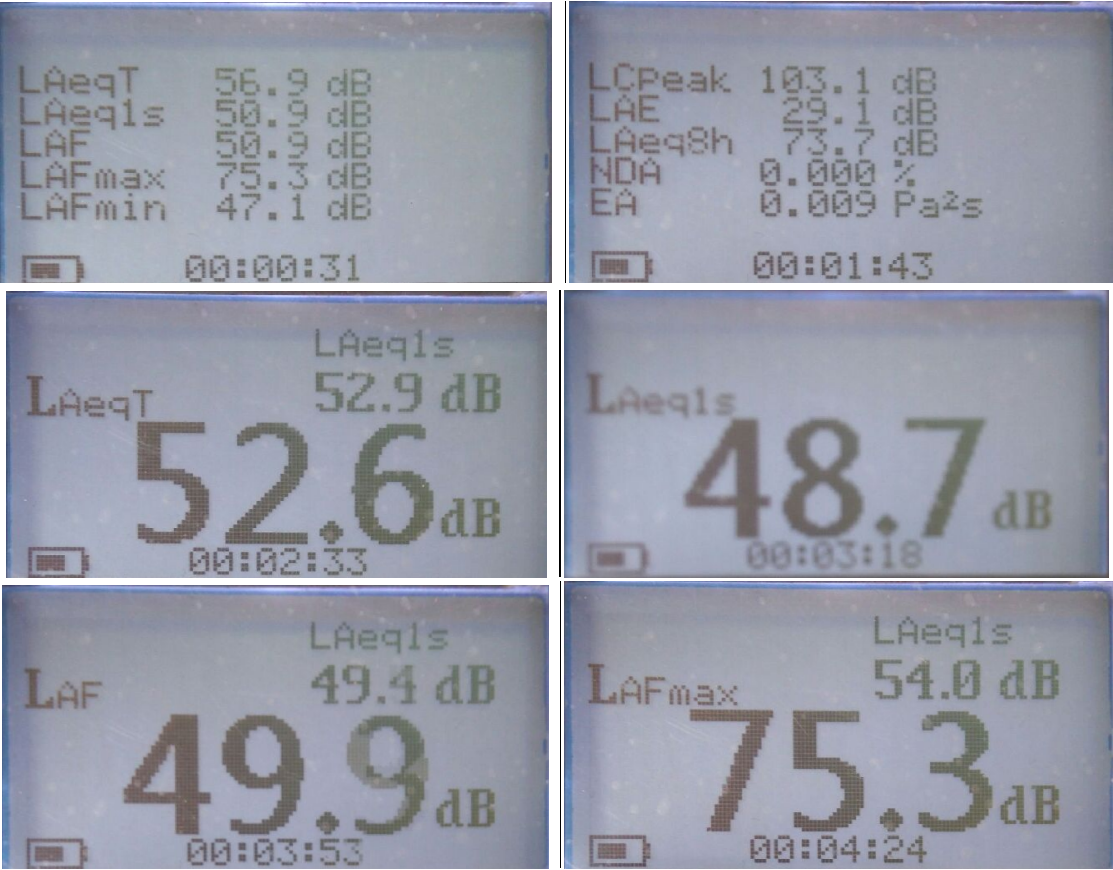 LAeqT 56.9 dB
LAeq1s 50.9 dB
LAF 50.9 dB
LAFmax 75.3 dB
LAFmin 47.1 dB
00:00:31
LCPeak 103.1 dB
LAE 29.1 dB
LAeq8h 73.7 dB
NDA 0.000 %
EA 0.009 Pa²s
00:01:43
LAeq1s
52.9 dB
LAeqT
52.6 dB
00:02:33
LAeq1s
48.7 dB
00:03:18
LAeq1s
49.4 dB
LAF
49.9 dB
00:03:53
LAeq1s
54.0 dB
LAFmax
75.3 dB
00:04:24